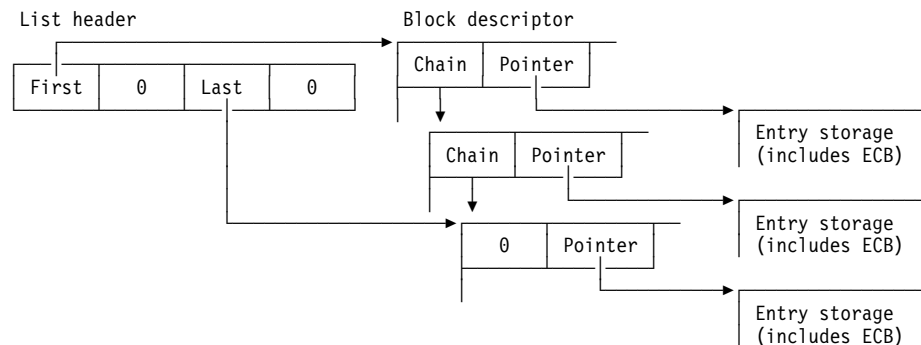 List header
Block descriptor
First 0 Last 0
Chain Pointer
Entry storage
(includes ECB)
Chain Pointer
Entry storage
(includes ECB)
0 Pointer
Entry storage
(includes ECB)